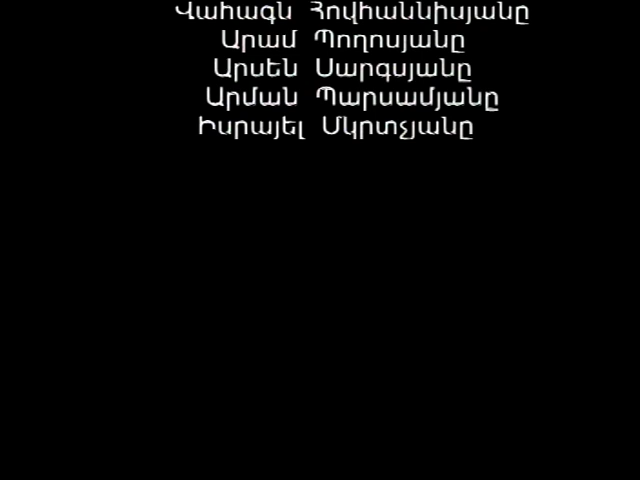 Վահագն Հովհաննիսյանը
Արամ Պողոսյանը
Արսեն Սարգսյանը
Արման Պարսամյանը
Իսրայել Մկրտչյանը